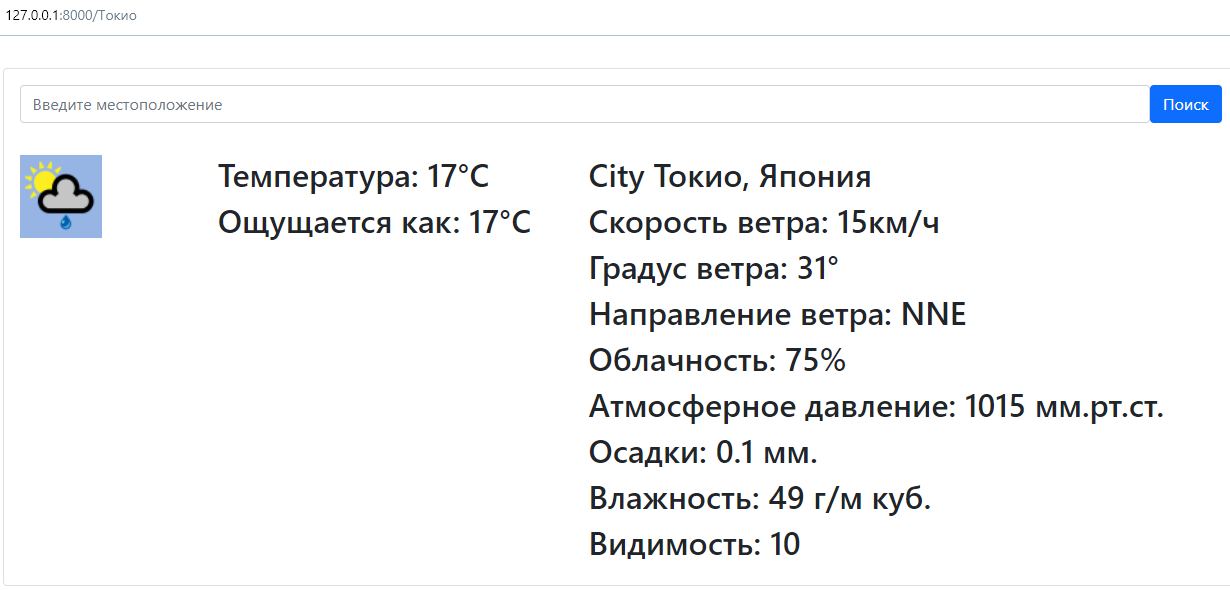 127.0.0.1:8000/Токио
Введите местоположение
Поиск
Температура: 17°C
Ощущается как: 17°C
City Токио, Япония
Скорость ветра: 15км/ч
Градус ветра: 31°
Направление ветра: NNE
Облачность: 75%
Атмосферное давление: 1015 мм.рт.ст.
Осадки: 0.1 мм.
Влажность: 49 г/м куб.
Видимость: 10